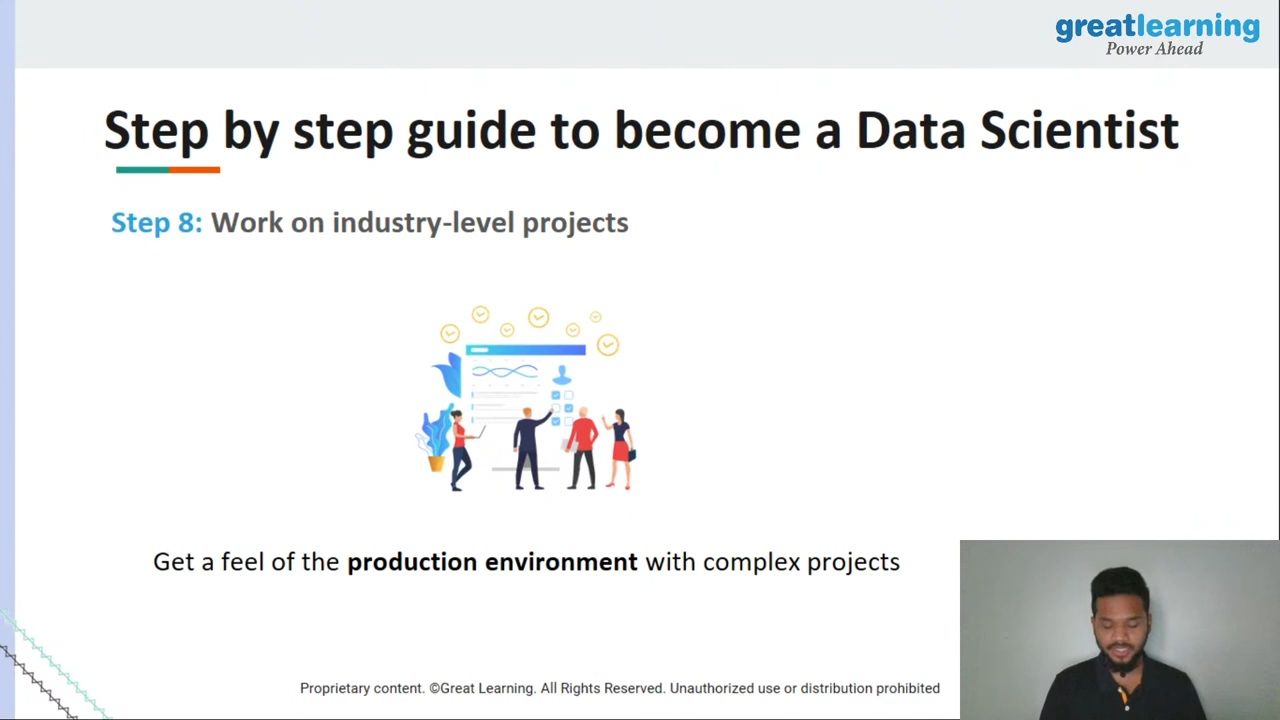 greatlearning
Power Ahead
Step by step guide to become a Data Scientist
Step 8: Work on industry-level projects
Get a feel of the production environment with complex projects
Proprietary content. ©Great Learning. All Rights Reserved. Unauthorized use or distribution prohibited